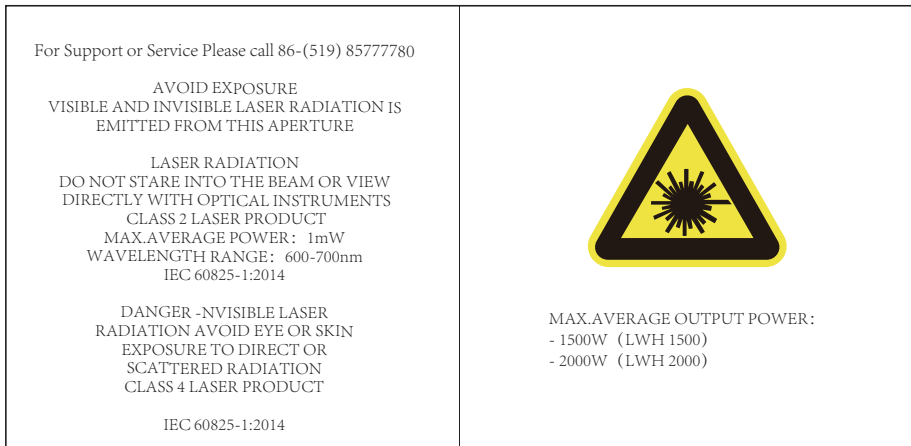 For Support or Service Please call 86-(519) 85777780
AVOID EXPOSURE
VISIBLE AND INVISIBLE LASER RADIATION IS
EMITTED FROM THIS APERTURE
LASER RADIATION
DO NOT STARE INTO THE BEAM OR VIEW
DIRECTLY WITH OPTICAL INSTRUMENTS
CLASS 2 LASER PRODUCT
MAX.AVERAGE POWER：1mW
WAVELENGTH RANGE：600-700nm
IEC 60825-1:2014
DANGER -NVISIBLE LASER
RADIATION AVOID EYE OR SKIN
EXPOSURE TO DIRECT OR
SCATTERED RADIATION
CLASS 4 LASER PRODUCT
IEC 60825-1:2014
MAX.AVERAGE OUTPUT POWER：
- 1500W（LWH 1500）
- 2000W（LWH 2000）